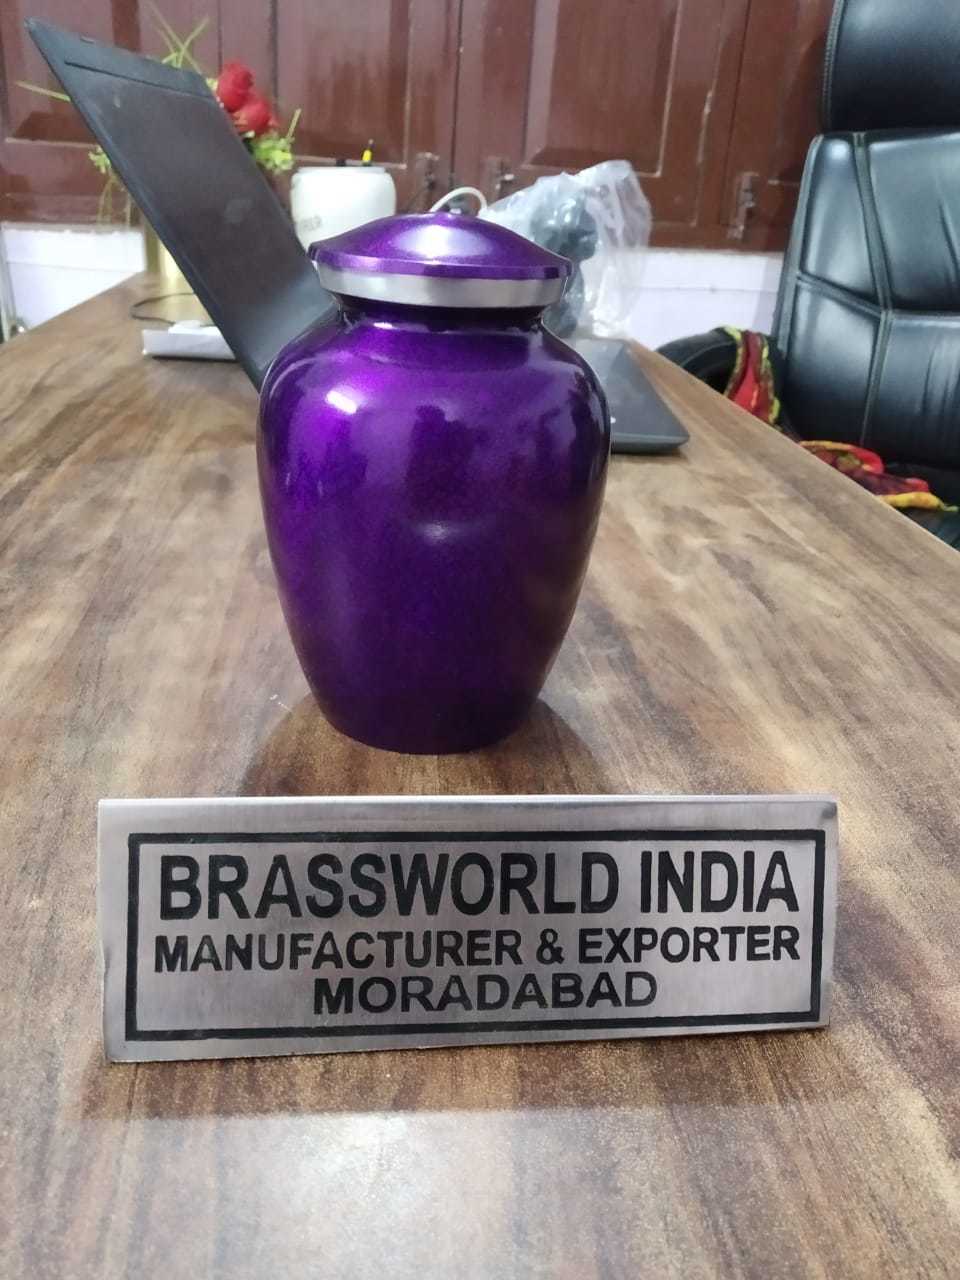 BRASSWORLD INDIA
MANUFACTURER & EXPORTER
MORADABAD